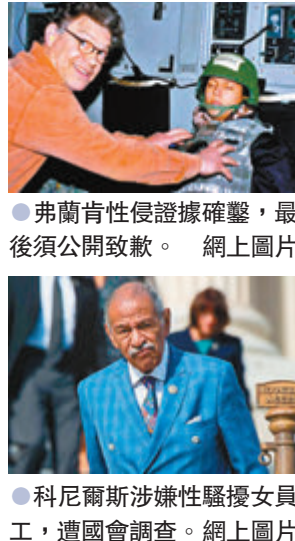 ●弗蘭肯性侵證據確鑿，最
後須公開致歉。　網上圖片
●科尼爾斯涉嫌性騷擾女員
工，遭國會調查。網上圖片